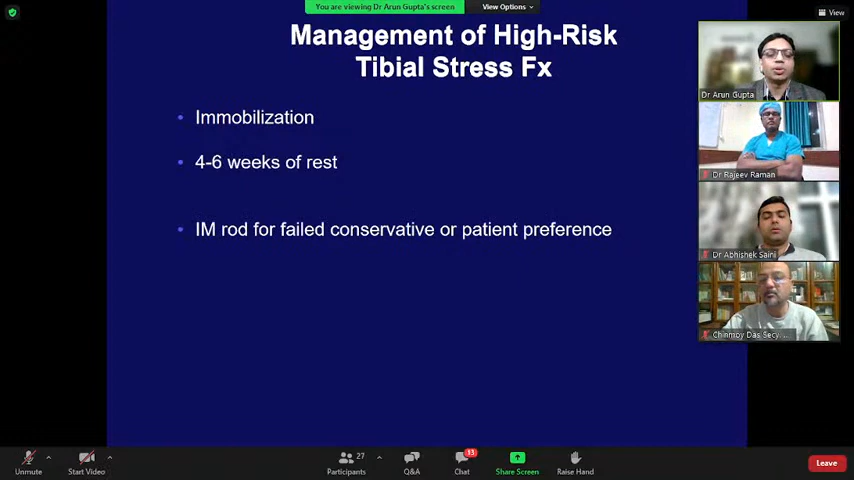 You are viewing Dr Arun Gupta's screen
View Options
View
Management of High-Risk
Tibial Stress Fx
• Immobilization
• 4-6 weeks of rest
• IM rod for failed conservative or patient preference
Dr Arun Gupta
Dr Rajeev Raman
Dr Abhishek Saini
Chinmoy Das Secy. ...
Unmute
Start Video
27
Participants
Q&A
33
Chat
Share Screen
Raise Hand
Leave